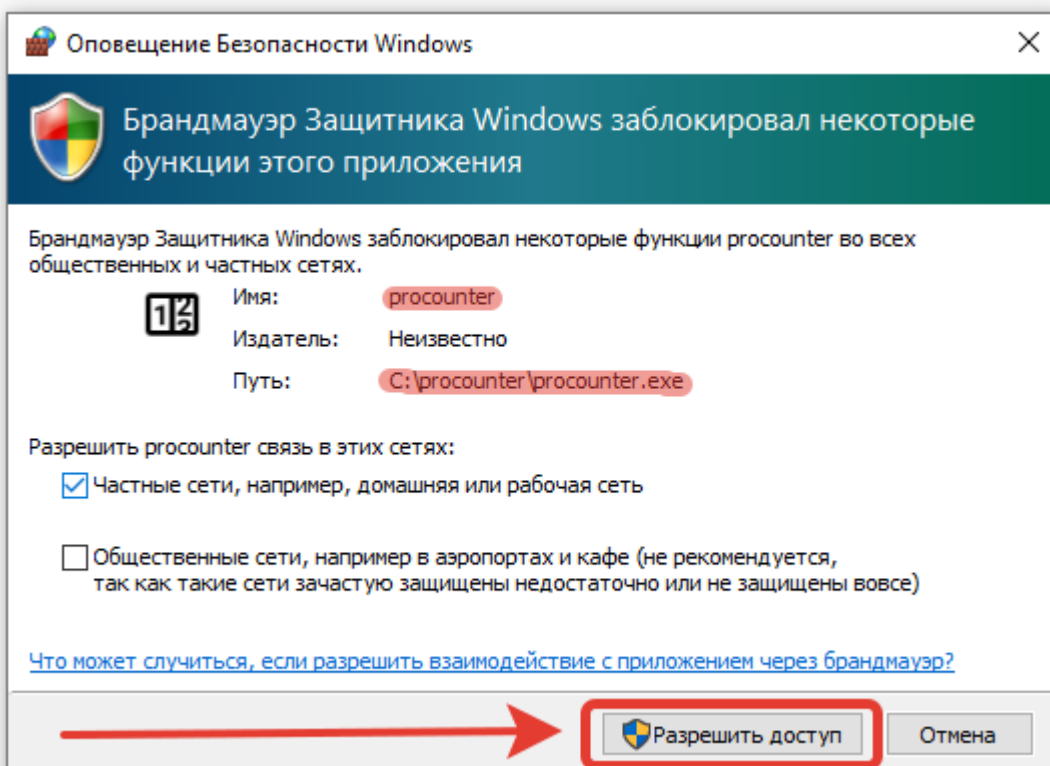 Оповещение Безопасности Windows
Брандмауэр Защитника Windows заблокировал некоторые
функции этого приложения
Брандмауэр Защитника Windows заблокировал некоторые функции procounter во всех
общественных и частных сетях.
Имя: procounter
Издатель: Неизвестно
Путь: C:\procounter\procounter.exe
Разрешить procounter связь в этих сетях:
Частные сети, например, домашняя или рабочая сеть
Общественные сети, например в аэропортах и кафе (не рекомендуется,
так как такие сети зачастую защищены недостаточно или не защищены вовсе)
Что может случиться, если разрешить взаимодействие с приложением через брандмауэр?
Разрешить доступ Отмена